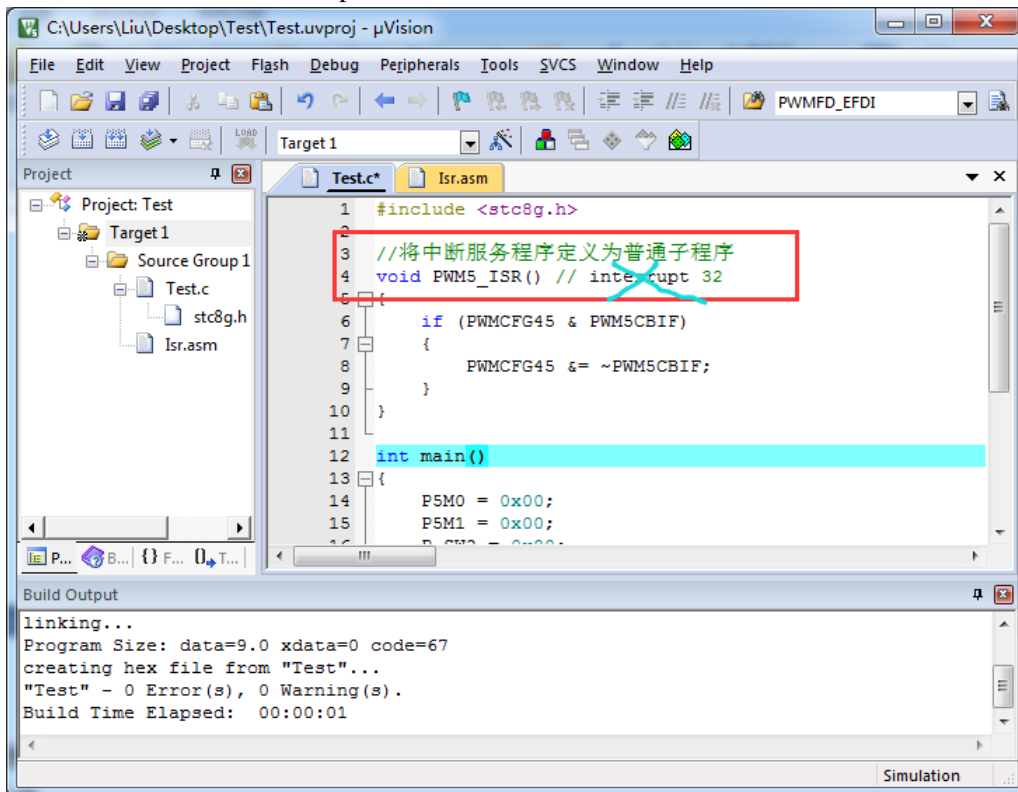 C:\Users\Liu\Desktop\Test\Test.uvproj - µVision
File Edit View Project Flash Debug Peripherals Tools SVCS Window Help
PWMFD_EFDI
LOAD Target 1
Project
Test.c* Isr.asm
Project: Test
Target 1
Source Group 1
Test.c
stc8g.h
Isr.asm
1 #include <stc8g.h>
2
3 //将中断服务程序定义为普通子程序
4 void PWM5_ISR() // interrupt 32
5 {
6 if (PWMCFG45 & PWM5CBIF)
7 {
8 PWMCFG45 &= ~PWM5CBIF;
9 }
10 }
11
12 int main()
13 {
14 P5M0 = 0x00;
15 P5M1 = 0x00;
P... B... {} F... T...
Build Output
linking...
Program Size: data=9.0 xdata=0 code=67
creating hex file from "Test"...
"Test" - 0 Error(s), 0 Warning(s).
Build Time Elapsed: 00:00:01
Simulation